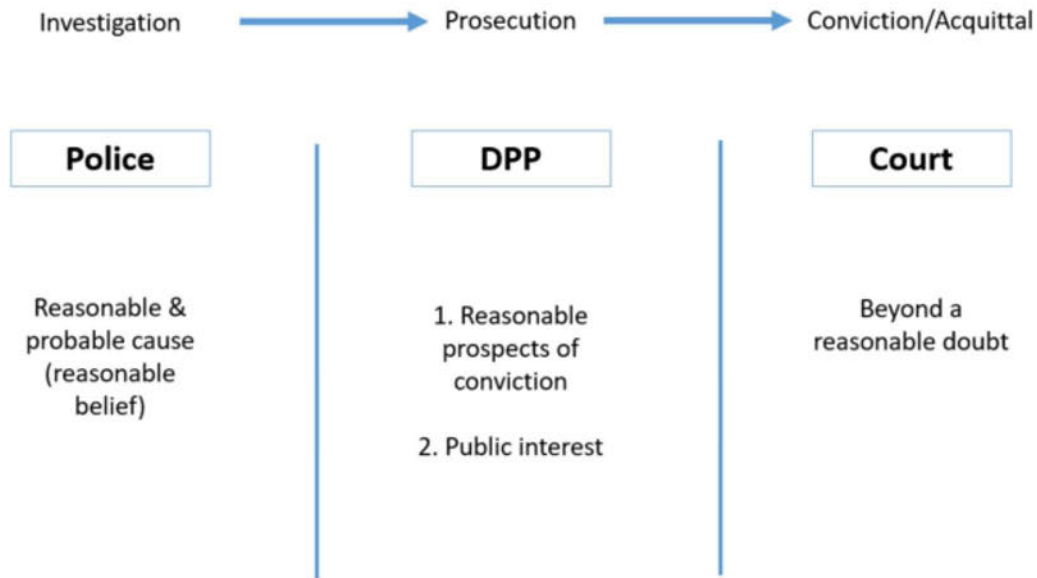 Investigation
Prosecution
Conviction/Acquittal
Police
DPP
Court
Reasonable &
probable cause
(reasonable
belief)
1. Reasonable
prospects of
conviction
2. Public interest
Beyond a
reasonable doubt